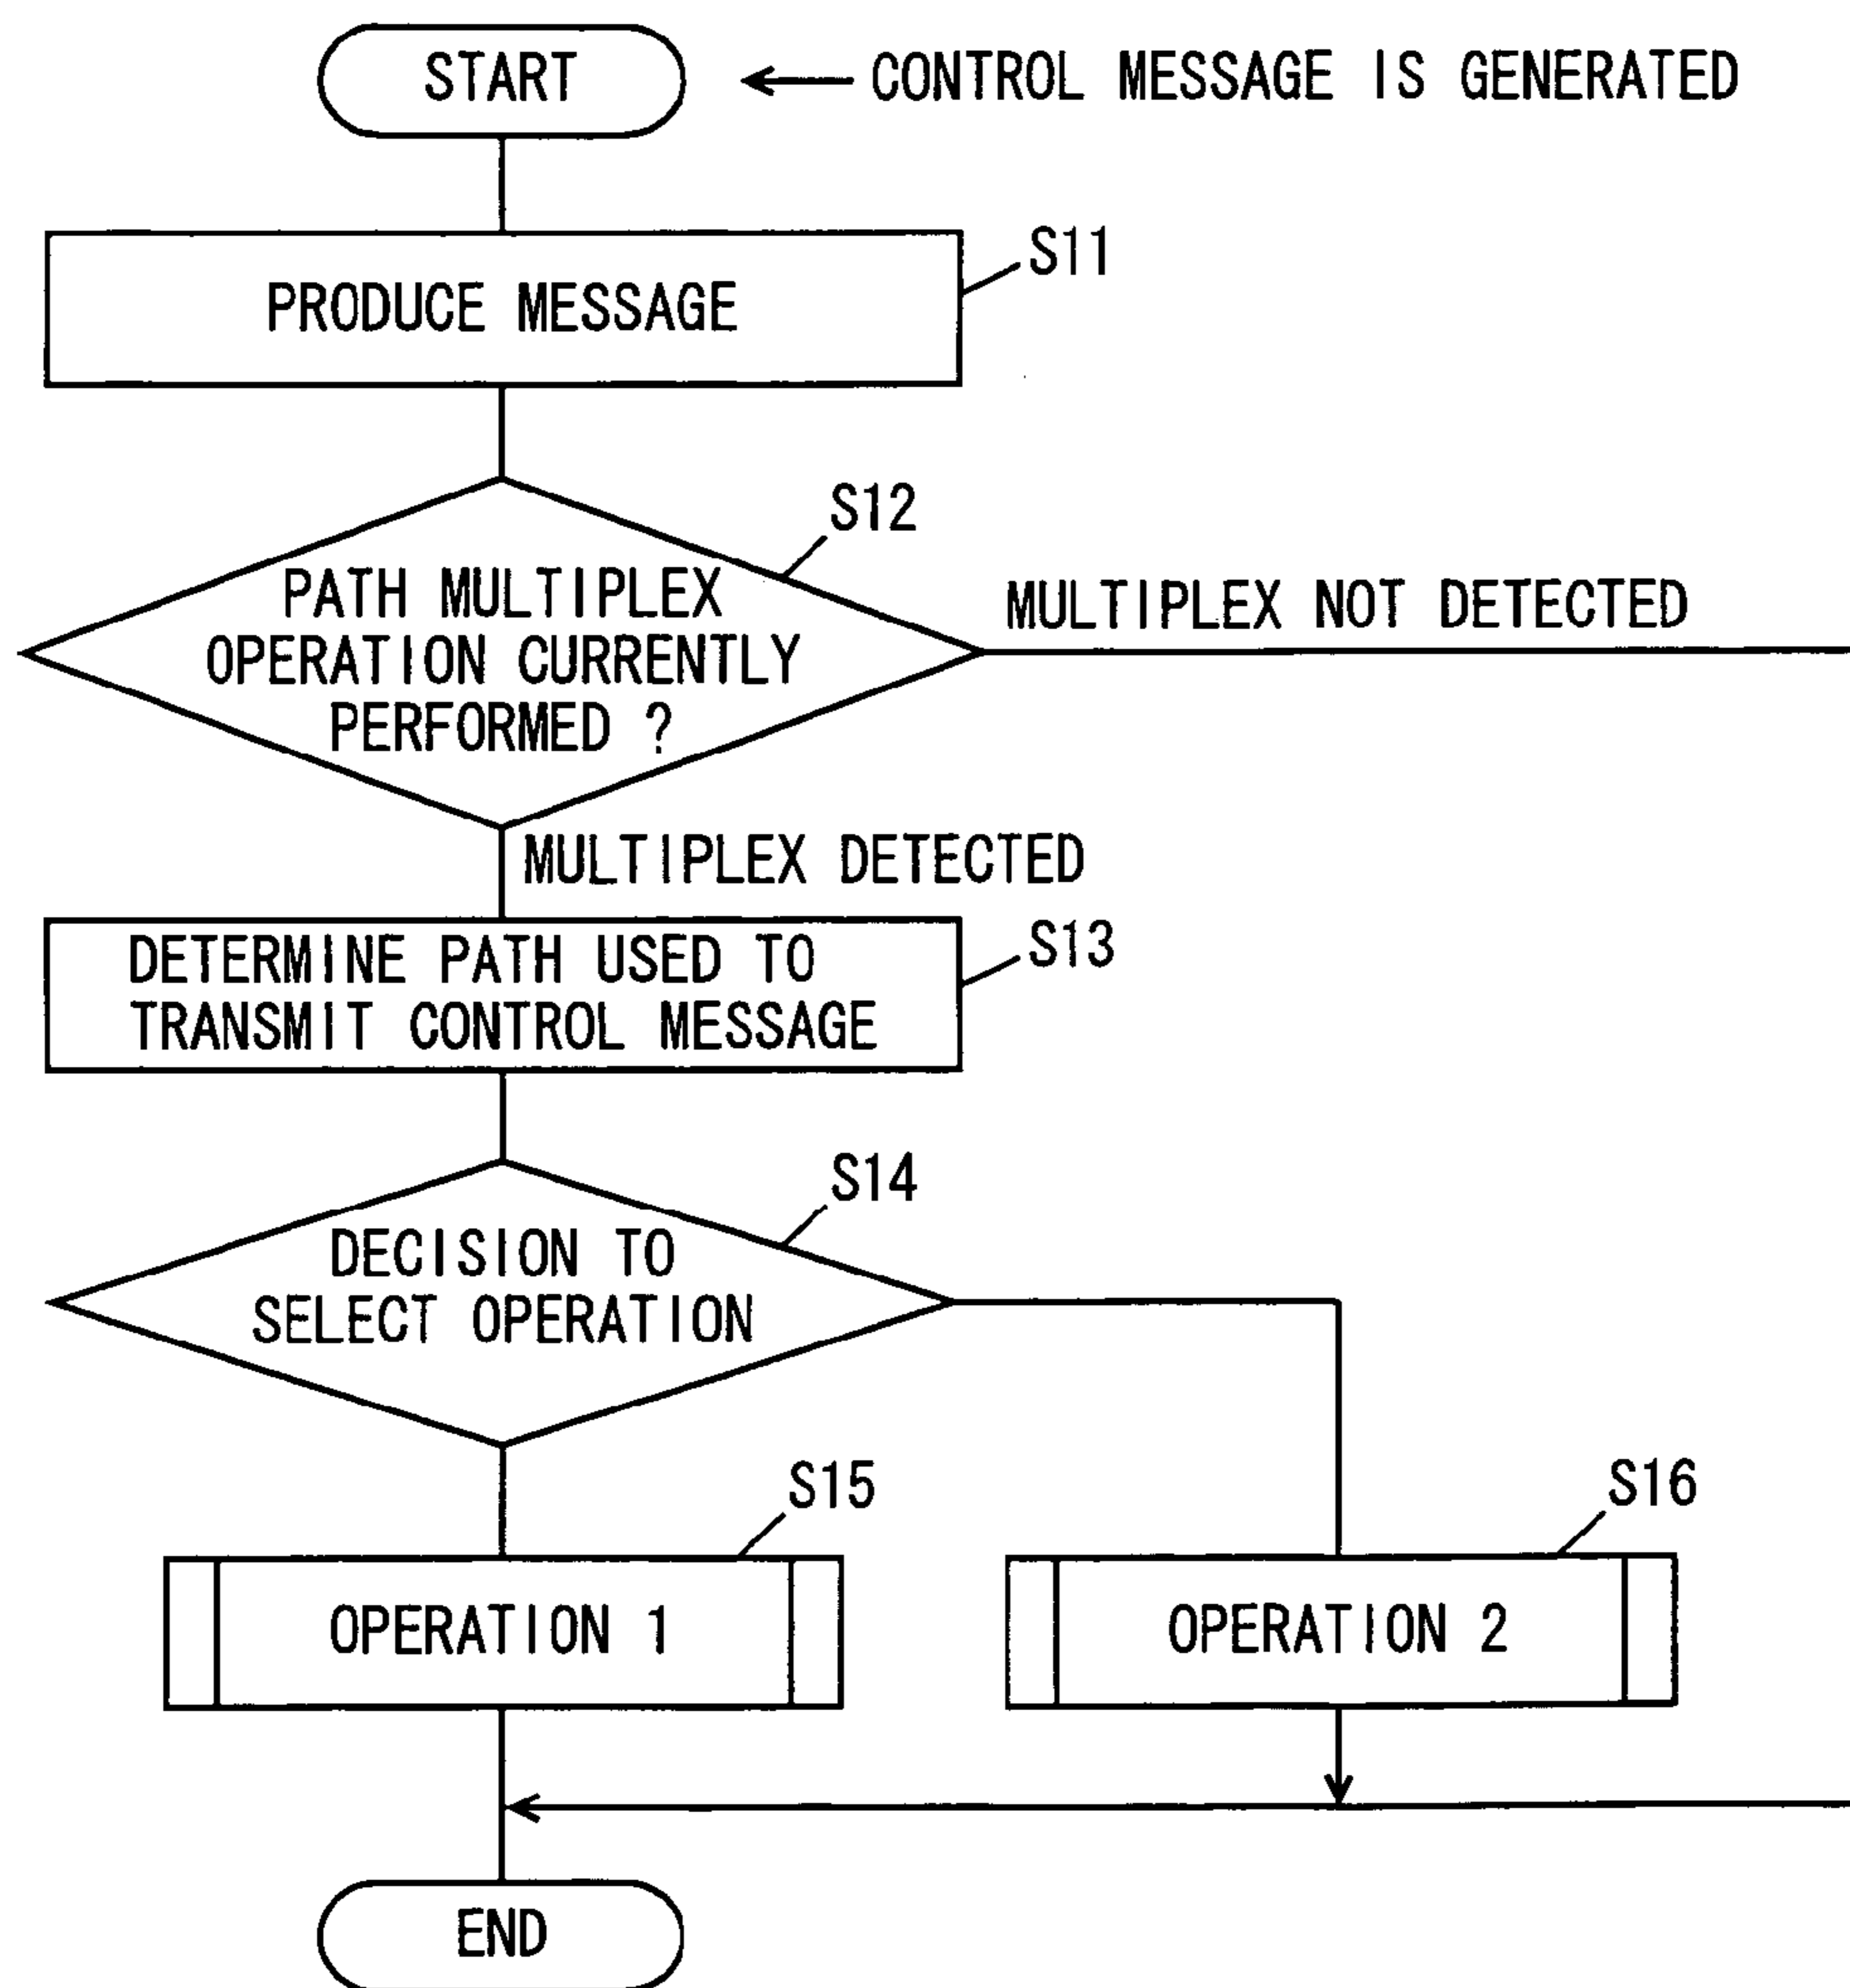 START
CONTROL MESSAGE IS GENERATED
S11
PRODUCE MESSAGE
S12
PATH MULTIPLEX
OPERATION CURRENTLY
PERFORMED ?
MULTIPLEX NOT DETECTED
MULTIPLEX DETECTED
S13
DETERMINE PATH USED TO
TRANSMIT CONTROL MESSAGE
S14
DECISION TO
SELECT OPERATION
S15
OPERATION 1
S16
OPERATION 2
END